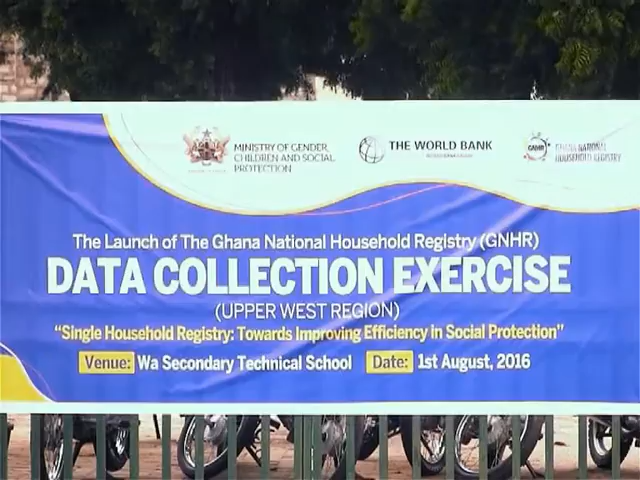 MINISTRY OF GENDER,
CHILDREN AND SOCIAL
PROTECTION
THE WORLD BANK
GHANA NATIONAL
HOUSEHOLD REGISTRY
The Launch of The Ghana National Household Registry (GNHR)
DATA COLLECTION EXERCISE
(UPPER WEST REGION)
"Single Household Registry: Towards Improving Efficiency in Social Protection"
Venue: Wa Secondary Technical School Date: 1st August, 2016